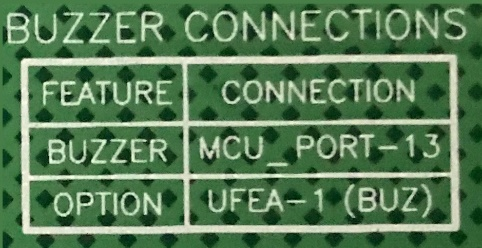 BUZZER CONNECTIONS
FEATURE CONNECTION
BUZZER MCU_PORT-13
OPTION UFEA-1 (BUZ)